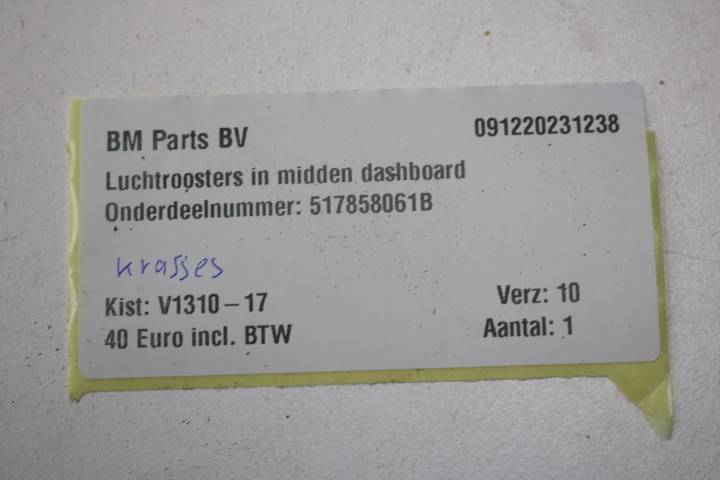 BM Parts BV 091220231238
Luchtroosters in midden dashboard
Onderdeelnummer: 517858061B
krasjes
Kist: V1310-17 Verz: 10
40 Euro incl. BTW Aantal: 1